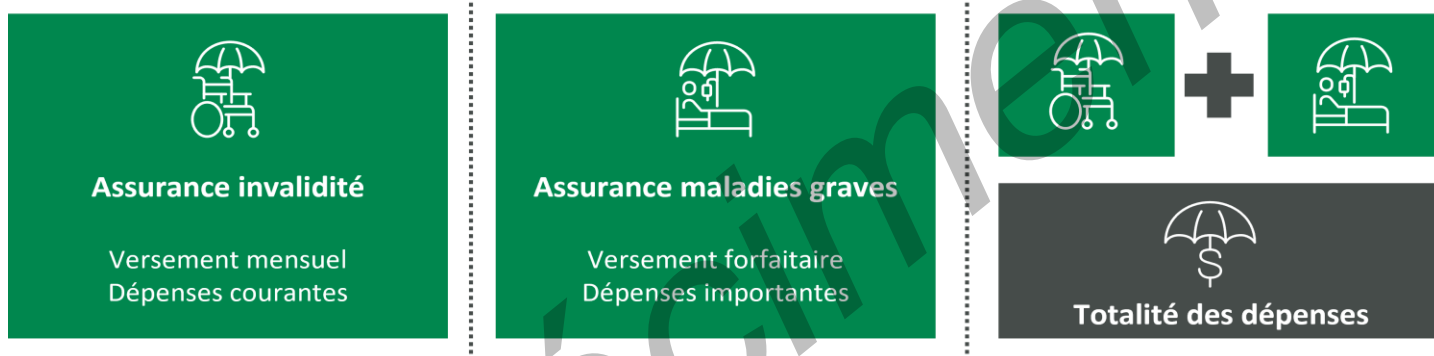 Assurance invalidité
Versement mensuel
Dépenses courantes
Assurance maladies graves
Versement forfaitaire
Dépenses importantes
$
Totalité des dépenses